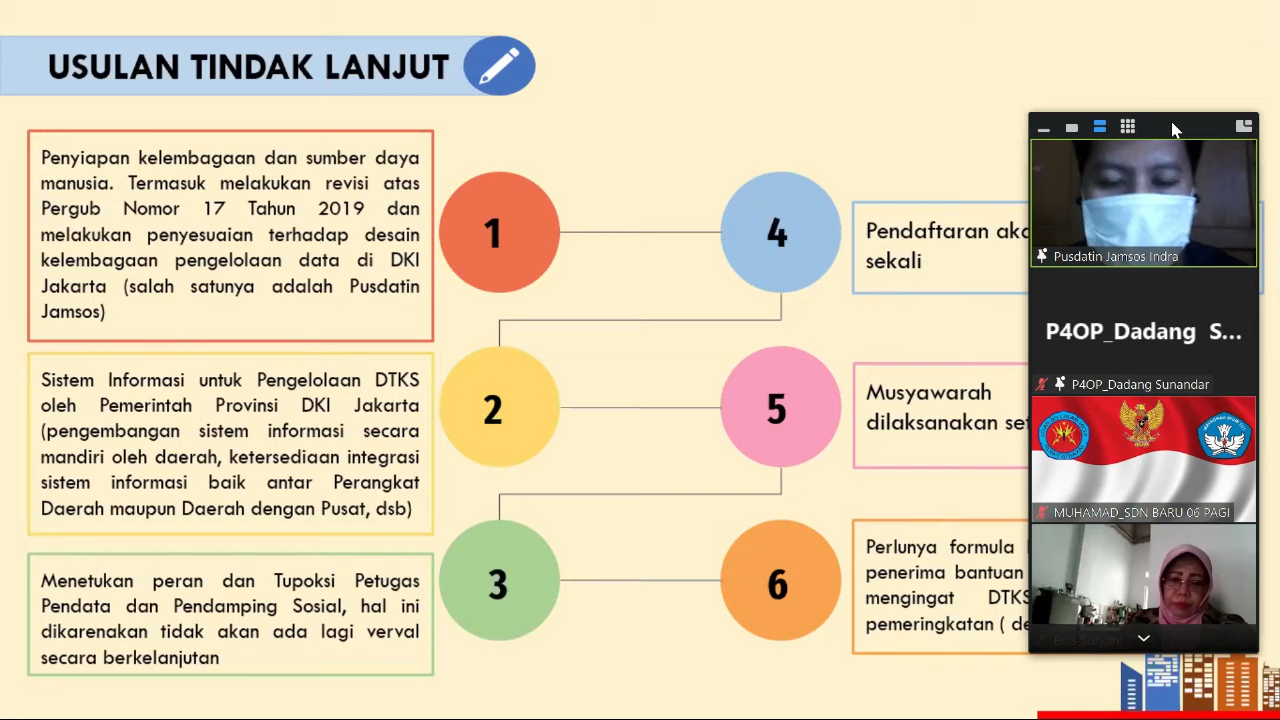 USULAN TINDAK LANJUT
Penyiapan kelembagaan dan sumber daya
manusia. Termasuk melakukan revisi atas
Pergub Nomor 17 Tahun 2019 dan
melakukan penyesuaian terhadap desain
kelembagaan pengelolaan data di DKI
Jakarta (salah satunya adalah Pusdatin
Jamsos)
1
Sistem Informasi untuk Pengelolaan DTKS
oleh Pemerintah Provinsi DKI Jakarta
(pengembangan sistem informasi secara
mandiri oleh daerah, ketersediaan integrasi
sistem informasi baik antar Perangkat
Daerah maupun Daerah dengan Pusat, dsb)
2
Menetukan peran dan Tupoksi Petugas
Pendata dan Pendamping Sosial, hal ini
dikarenakan tidak akan ada lagi verval
secara berkelanjutan
3
4
Pendaftaran
sekali
5
Musyawarah
dilaksanakan
6
Perlunya formula
penerima bantuan
mengingat DTKS
pemeringkatan (
Pusdatin Jamsos Indra
P4OP_Dadang S...
P4OP_Dadang Sunandar
MUHAMAD_SDN BARU 06 PAGI
Enis Suryani